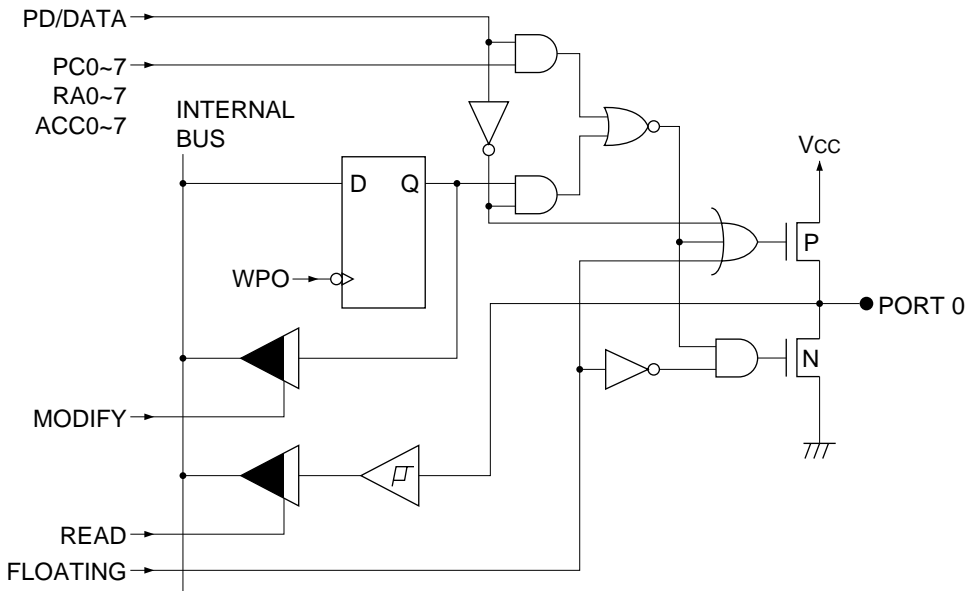 PD/DATA
PC0~7
RA0~7
ACC0~7
INTERNAL
BUS
D Q
WPO
VCC
P
PORT 0
N
MODIFY
READ
FLOATING